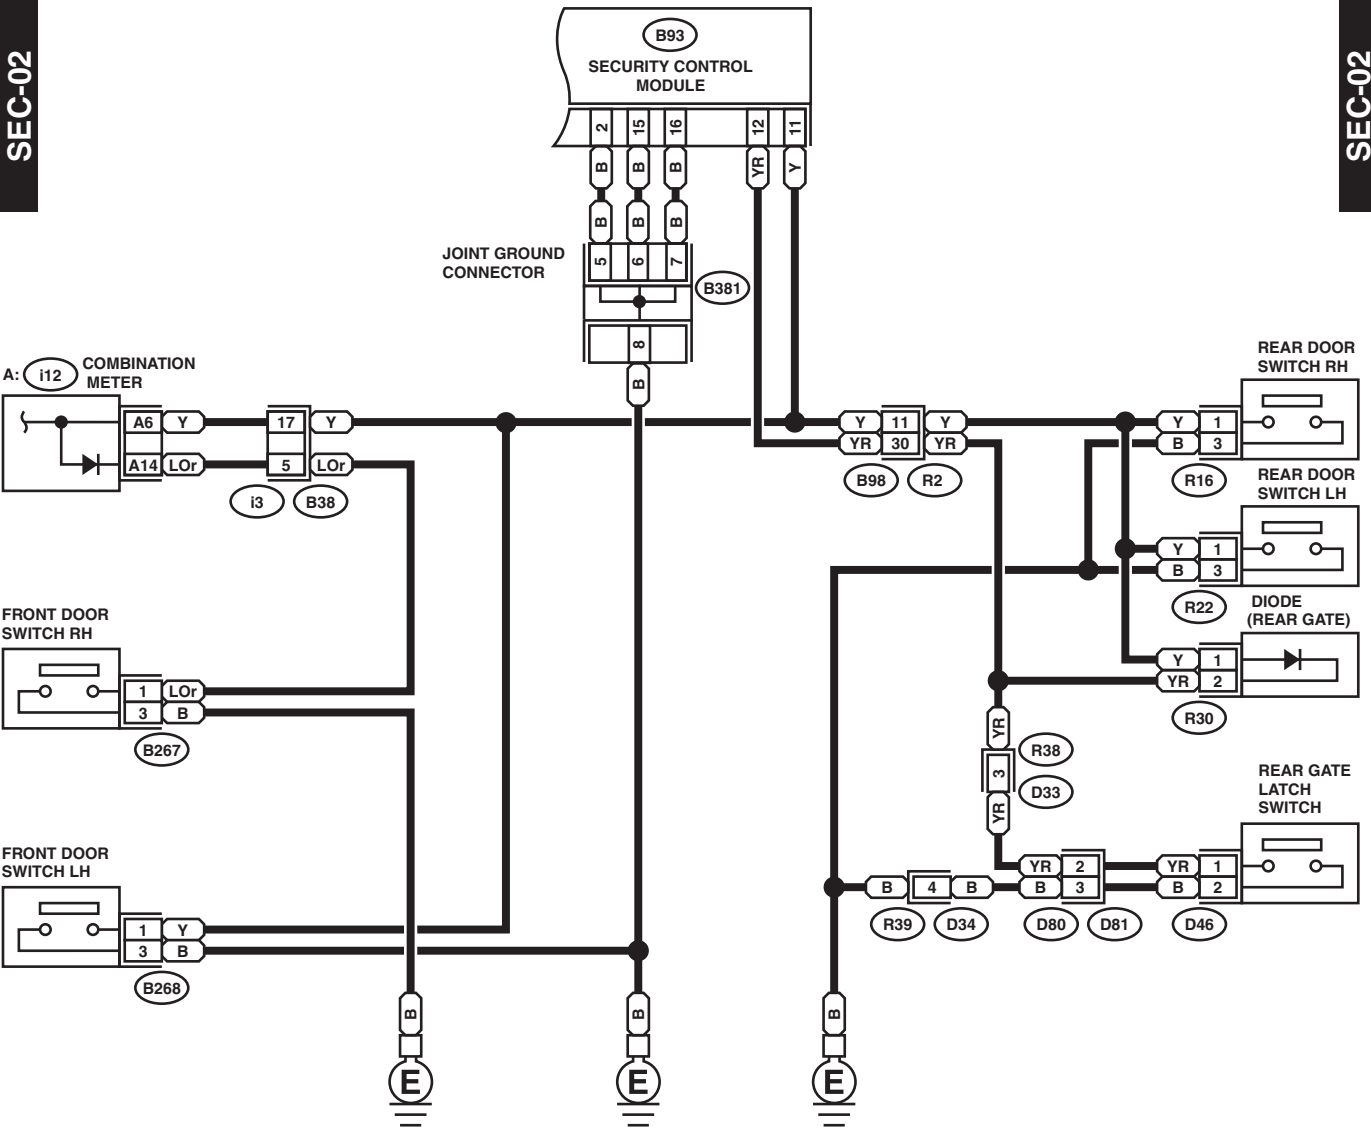 SEC-02
SEC-02
B93
SECURITY CONTROL
MODULE
2 15 16 12 11
B B B YR Y
B B B
JOINT GROUND
CONNECTOR
5 6 7
B381
8
B
A: i12 COMBINATION
METER
A6 Y 17 Y
A14 LOr 5 LOr
i3 B38
Y 11 Y
YR 30 YR
B98 R2
REAR DOOR
SWITCH RH
Y 1
B 3
R16
REAR DOOR
SWITCH LH
Y 1
B 3
R22
DIODE
(REAR GATE)
Y 1
YR 2
R30
FRONT DOOR
SWITCH RH
1 LOr
3 B
B267
YR
R38
3
D33
YR
REAR GATE
LATCH
SWITCH
YR 2 YR 1
B 4 B B 3 B 2
R39 D34 D80 D81 D46
FRONT DOOR
SWITCH LH
1 Y
3 B
B268
B B B
E E E